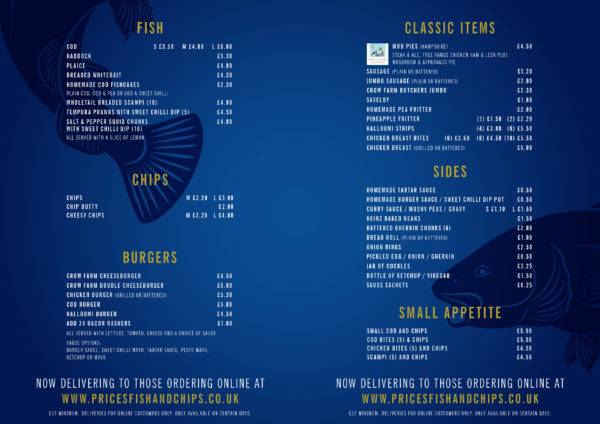 FISH
COD S £3.50 M £4.80 L £6.00
HADDOCK £5.30
PLAICE £4.80
BREADED WHITEBAIT £4.30
HOMEMADE COD FISHCAKES £2.30
PLAIN COD, COD & PEA OR COD & SWEET CHILLI
WHOLETAIL BREADED SCAMPI (10) £4.80
TEMPURA PRAWNS WITH SWEET CHILLI DIP (5) £4.50
SALT & PEPPER SQUID CHUNKS £4.80
WITH SWEET CHILLI DIP (10)
ALL SERVED WITH A SLICE OF LEMON
CHIPS
CHIPS M £2.20 L £3.00
CHIP BUTTY £2.80
CHEESY CHIPS M £3.20 L £4.00
BURGERS
CROW FARM CHEESEBURGER £4.50
CROW FARM DOUBLE CHEESEBURGER £5.80
CHICKEN BURGER (GRILLED OR BATTERED) £5.30
COD BURGER £5.00
HALLOUMI BURGER £4.50
ADD 2X BACON RASHERS £1.00
ALL SERVED WITH LETTUCE, TOMATO, CHEESE AND A CHOICE OF SAUCE
SAUCE OPTIONS:
BURGER SAUCE, SWEET CHILLI MAYO, TARTAR SAUCE, PESTO MAYO,
KETCHUP OR MAYO
NOW DELIVERING TO THOSE ORDERING ONLINE AT
WWW.PRICESFISHANDCHIPS.CO.UK
£12 MINIMUM. DELIVERIES FOR ONLINE CUSTOMERS ONLY. ONLY AVAILABLE ON CERTAIN DAYS.
CLASSIC ITEMS
MUD PIES (HAMPSHIRE) £4.50
STEAK & ALE, FREE RANGE CHICKEN HAM & LEEK PLUS
MUSHROOM & ASPARAGUS PIE
SAUSAGE (PLAIN OR BATTERED) £1.20
JUMBO SAUSAGE (PLAIN OR BATTERED) £2.00
CROW FARM BUTCHERS JUMBO £2.30
SAVELOY £1.80
HOMEMADE PEA FRITTER £2.00
PINEAPPLE FRITTER (1) £1.50 (2) £2.20
HALLOUMI STRIPS (4) £3.00 (8) £5.50
CHICKEN BREAST BITES (6) £3.50 (8) £4.50 (10) £5.50
CHICKEN BREAST (GRILLED OR BATTERED) £5.00
SIDES
HOMEMADE TARTAR SAUCE £0.50
HOMEMADE BURGER SAUCE / SWEET CHILLI DIP POT £0.60
CURRY SAUCE / MUSHY PEAS / GRAVY S £1.10 L £1.50
HEINZ BAKED BEANS £1.50
BATTERED GHERKIN CHUNKS (6) £2.00
BREAD ROLL (PLAIN OR BUTTERED) £1.00
ONION RINGS £2.50
PICKLED EGG / ONION / GHERKIN £0.60
JAR OF COCKLES £2.25
BOTTLE OF KETCHUP / VINEGAR £1.50
SAUCE SACHETS £0.25
SMALL APPETITE
SMALL COD AND CHIPS £5.00
COD BITES (5) & CHIPS £5.00
CHICKEN BITES (5) AND CHIPS £4.50
SCAMPI (5) AND CHIPS £4.50
NOW DELIVERING TO THOSE ORDERING ONLINE AT
WWW.PRICESFISHANDCHIPS.CO.UK
£12 MINIMUM. DELIVERIES FOR ONLINE CUSTOMERS ONLY. ONLY AVAILABLE ON CERTAIN DAYS.